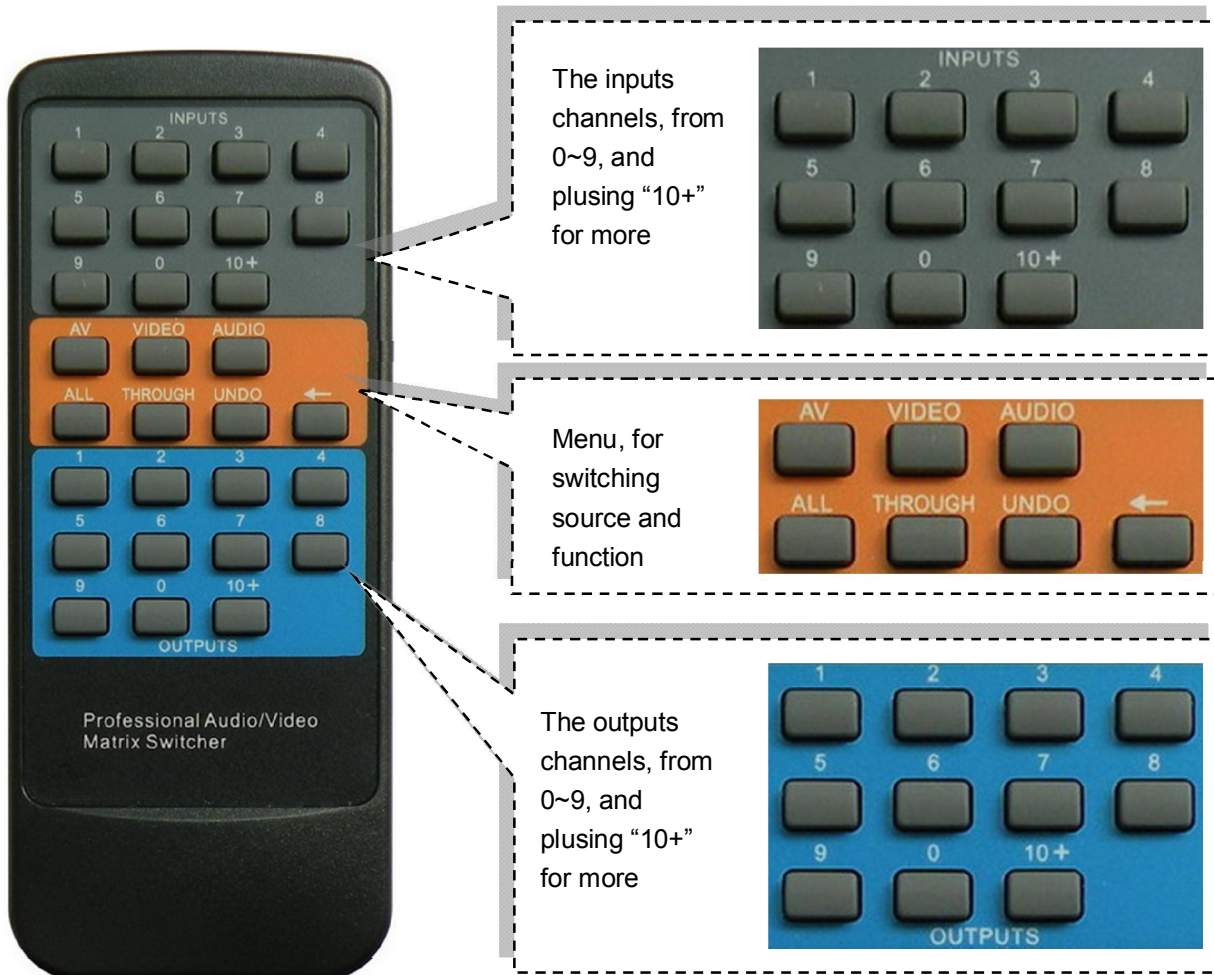 INPUTS
1 2 3 4
5 6 7 8
9 0 10+
AV VIDEO AUDIO
ALL THROUGH UNDO ←
1 2 3 4
5 6 7 8
9 0 10+
OUTPUTS
Professional Audio/Video
Matrix Switcher
The inputs
channels, from
0~9, and
plusing “10+”
for more
INPUTS
1 2 3 4
5 6 7 8
9 0 10+
Menu, for
switching
source and
function
AV VIDEO AUDIO
ALL THROUGH UNDO ←
The outputs
channels, from
0~9, and
plusing “10+”
for more
1 2 3 4
5 6 7 8
9 0 10+
OUTPUTS